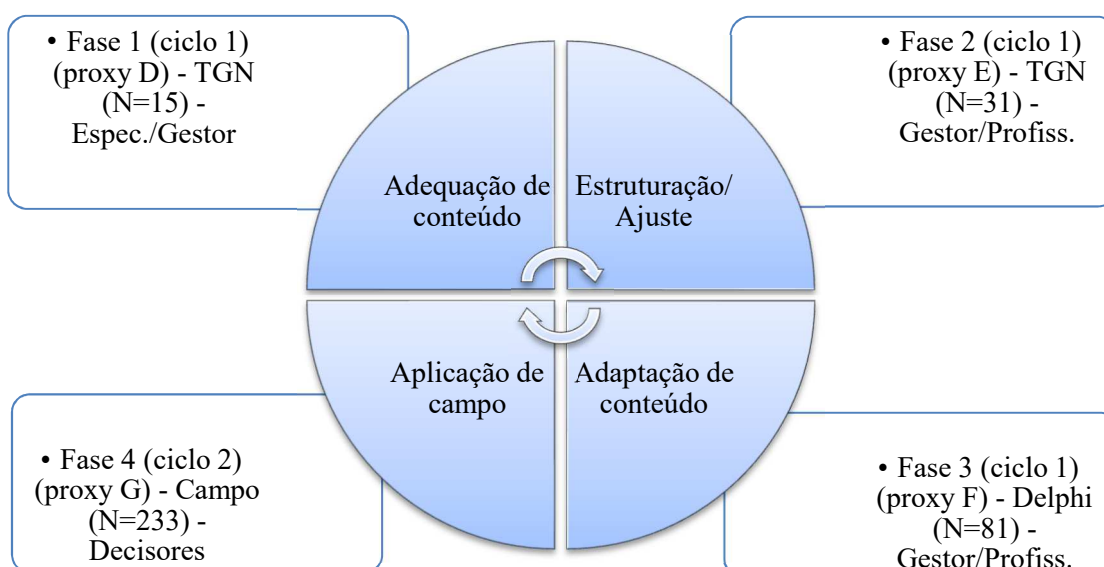 • Fase 1 (ciclo 1)
(proxy D) - TGN
(N=15) -
Espec./Gestor
• Fase 2 (ciclo 1)
(proxy E) - TGN
(N=31) -
Gestor/Profiss.
Adequação de
conteúdo
Estruturação/
Ajuste
Aplicação de
campo
Adaptação de
conteúdo
• Fase 4 (ciclo 2)
(proxy G) - Campo
(N=233) -
Decisores
• Fase 3 (ciclo 1)
(proxy F) - Delphi
(N=81) -
Gestor/Profiss.